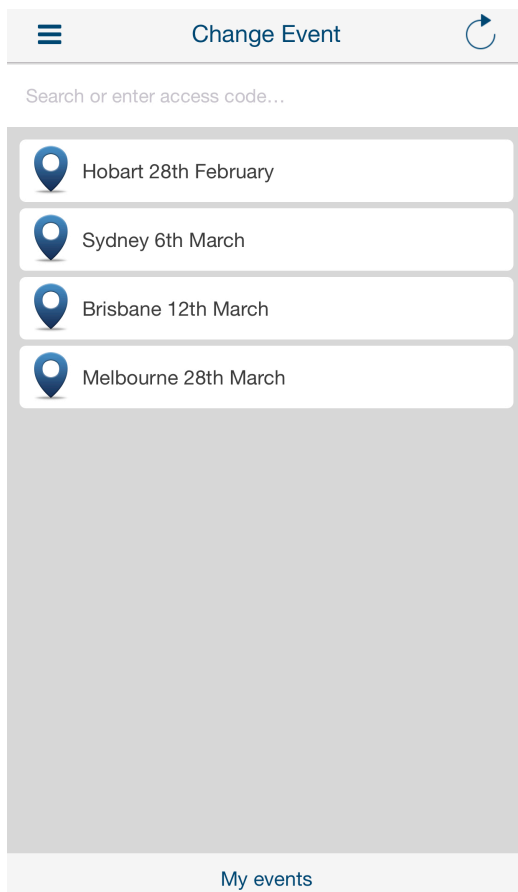 Change Event
Search or enter access code...
Hobart 28th February
Sydney 6th March
Brisbane 12th March
Melbourne 28th March
My events